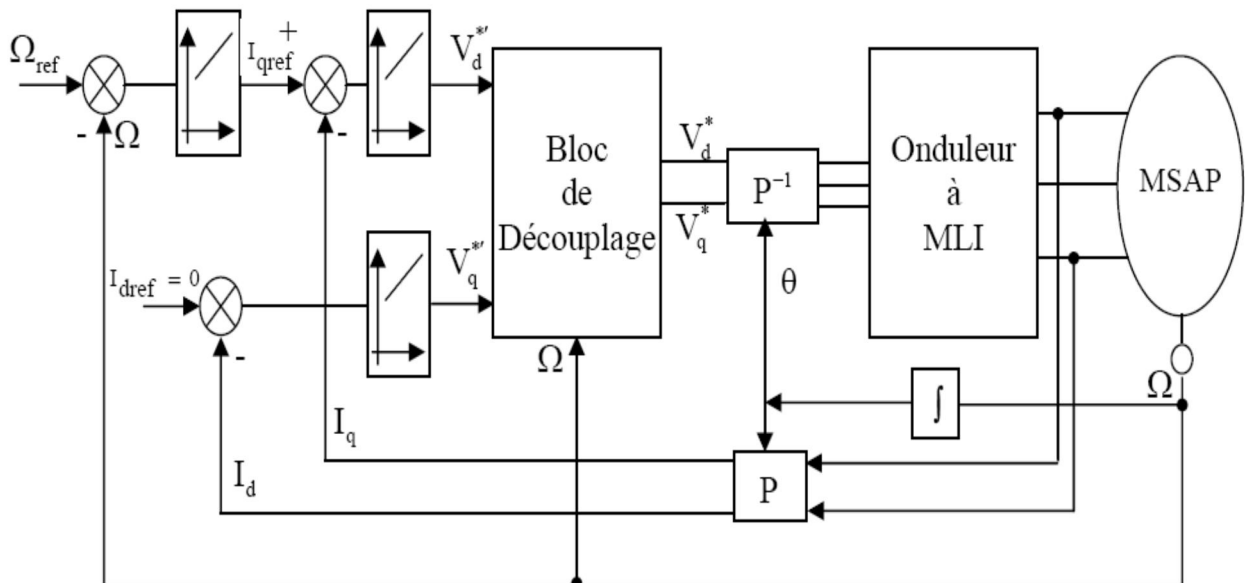 Ω_ref
- Ω
I_qref +
-
V_d^*'
I_dref = 0
-
V_q^*'
Bloc
de
Découplage
Ω
V_d^*
V_q^*
P⁻¹
θ
Onduleur
à
MLI
MSAP
Ω
∫
I_q
I_d
P